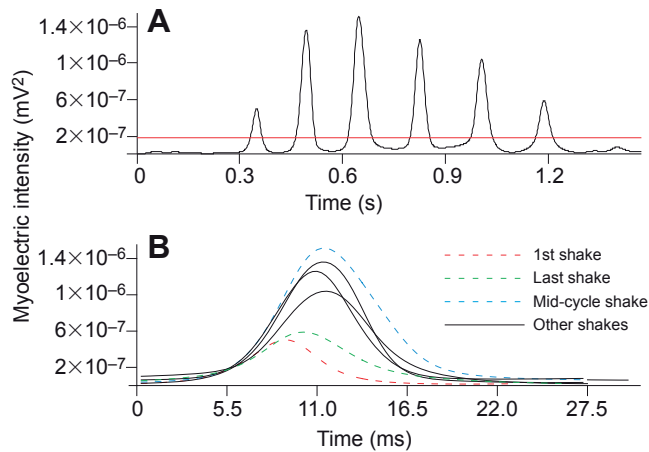 Myoelectric intensity (mV²)
A
1.4×10⁻⁶
1×10⁻⁶
6×10⁻⁷
2×10⁻⁷
0 0.3 0.6 0.9 1.2
Time (s)
B
1.4×10⁻⁶
1×10⁻⁶
6×10⁻⁷
2×10⁻⁷
1st shake
Last shake
Mid-cycle shake
Other shakes
0 5.5 11.0 16.5 22.0 27.5
Time (ms)